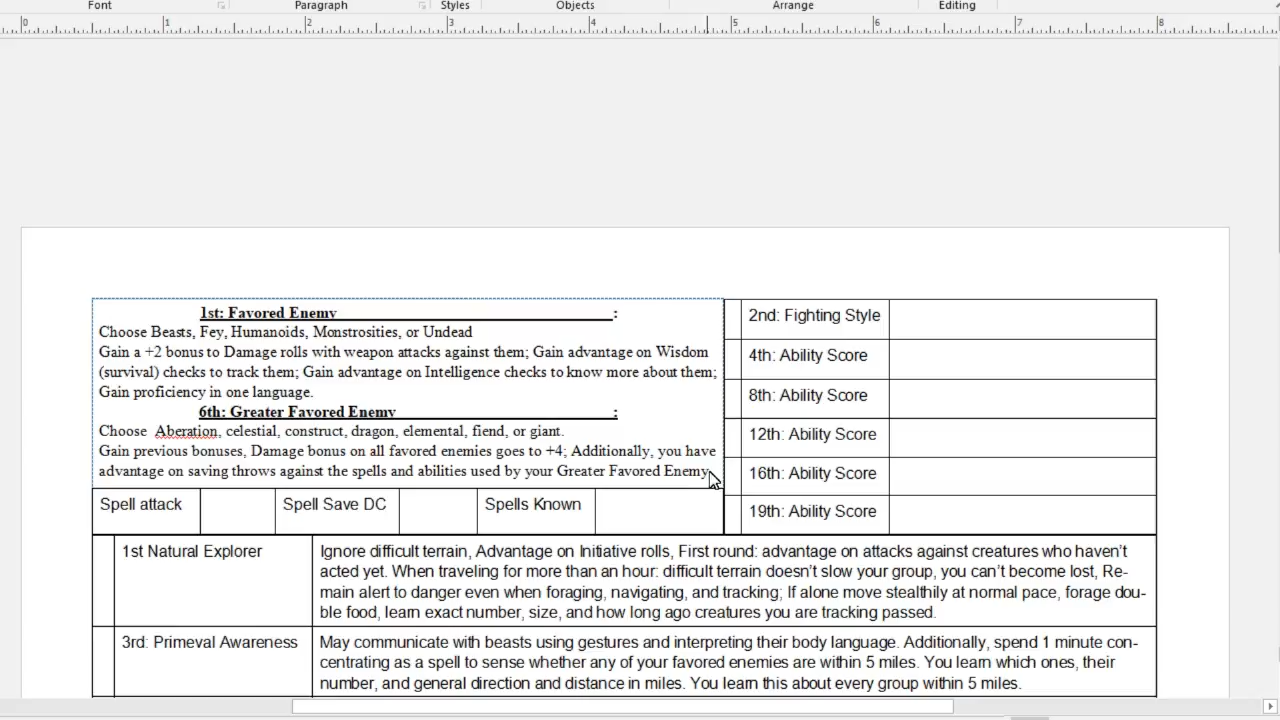 Font Paragraph Styles Objects Arrange Editing
0 1 2 3 4 5 6 7 8
1st: Favored Enemy :
Choose Beasts, Fey, Humanoids, Monstrosities, or Undead
Gain a +2 bonus to Damage rolls with weapon attacks against them; Gain advantage on Wisdom
(survival) checks to track them; Gain advantage on Intelligence checks to know more about them;
Gain proficiency in one language.
6th: Greater Favored Enemy :
Choose Aberation, celestial, construct, dragon, elemental, fiend, or giant.
Gain previous bonuses, Damage bonus on all favored enemies goes to +4; Additionally, you have
advantage on saving throws against the spells and abilities used by your Greater Favored Enemy
2nd: Fighting Style
4th: Ability Score
8th: Ability Score
12th: Ability Score
16th: Ability Score
19th: Ability Score
Spell attack Spell Save DC Spells Known
1st Natural Explorer
Ignore difficult terrain, Advantage on Initiative rolls, First round: advantage on attacks against creatures who haven't
acted yet. When traveling for more than an hour: difficult terrain doesn't slow your group, you can't become lost, Re-
main alert to danger even when foraging, navigating, and tracking; If alone move stealthily at normal pace, forage dou-
ble food, learn exact number, size, and how long ago creatures you are tracking passed.
3rd: Primeval Awareness
May communicate with beasts using gestures and interpreting their body language. Additionally, spend 1 minute con-
centrating as a spell to sense whether any of your favored enemies are within 5 miles. You learn which ones, their
number, and general direction and distance in miles. You learn this about every group within 5 miles.